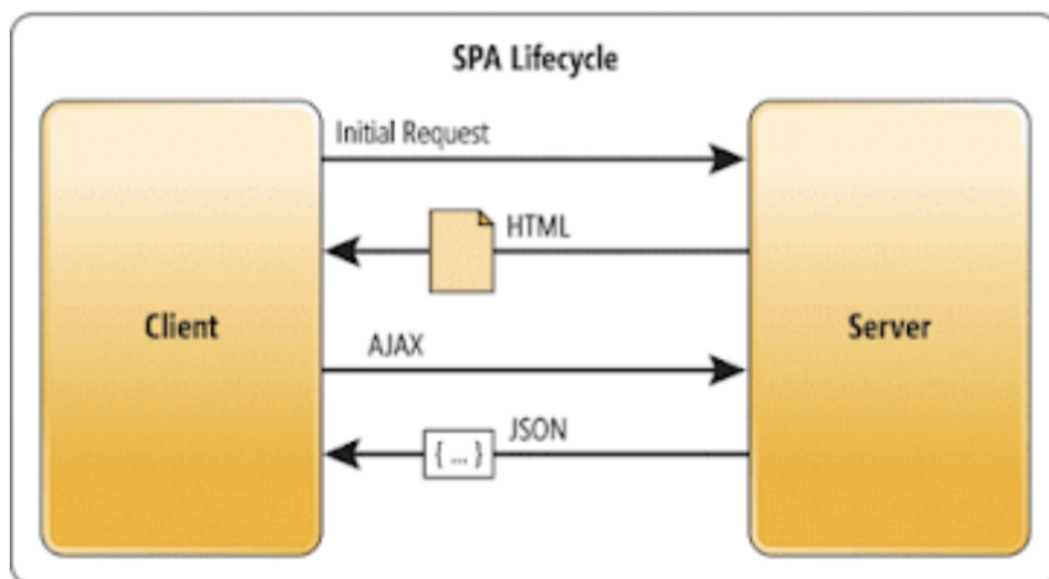 SPA Lifecycle
Initial Request
HTML
Client
Server
AJAX
JSON
{ ... }